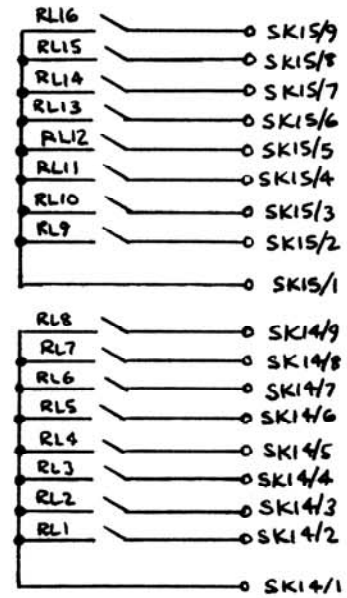 RL16 SK15/9
RL15 SK15/8
RL14 SK15/7
RL13 SK15/6
RL12 SK15/5
RL11 SK15/4
RL10 SK15/3
RL9 SK15/2
SK15/1
RL8 SK14/9
RL7 SK14/8
RL6 SK14/7
RL5 SK14/6
RL4 SK14/5
RL3 SK14/4
RL2 SK14/3
RL1 SK14/2
SK14/1